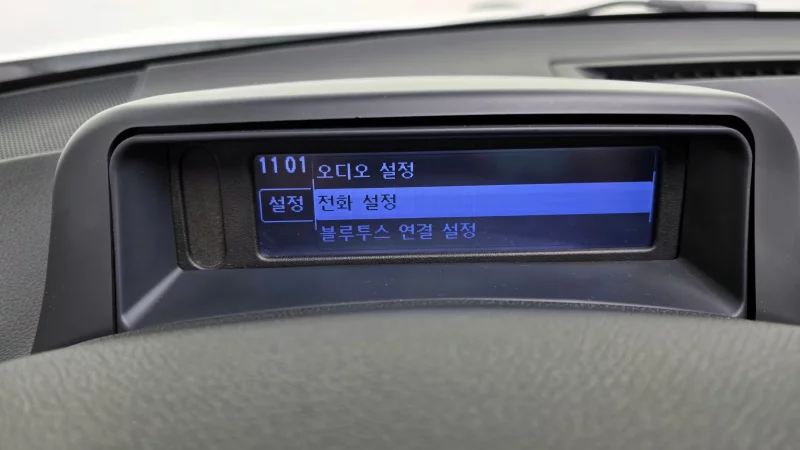 11 01
오디오 설정
설정
전화 설정
블루투스 연결 설정